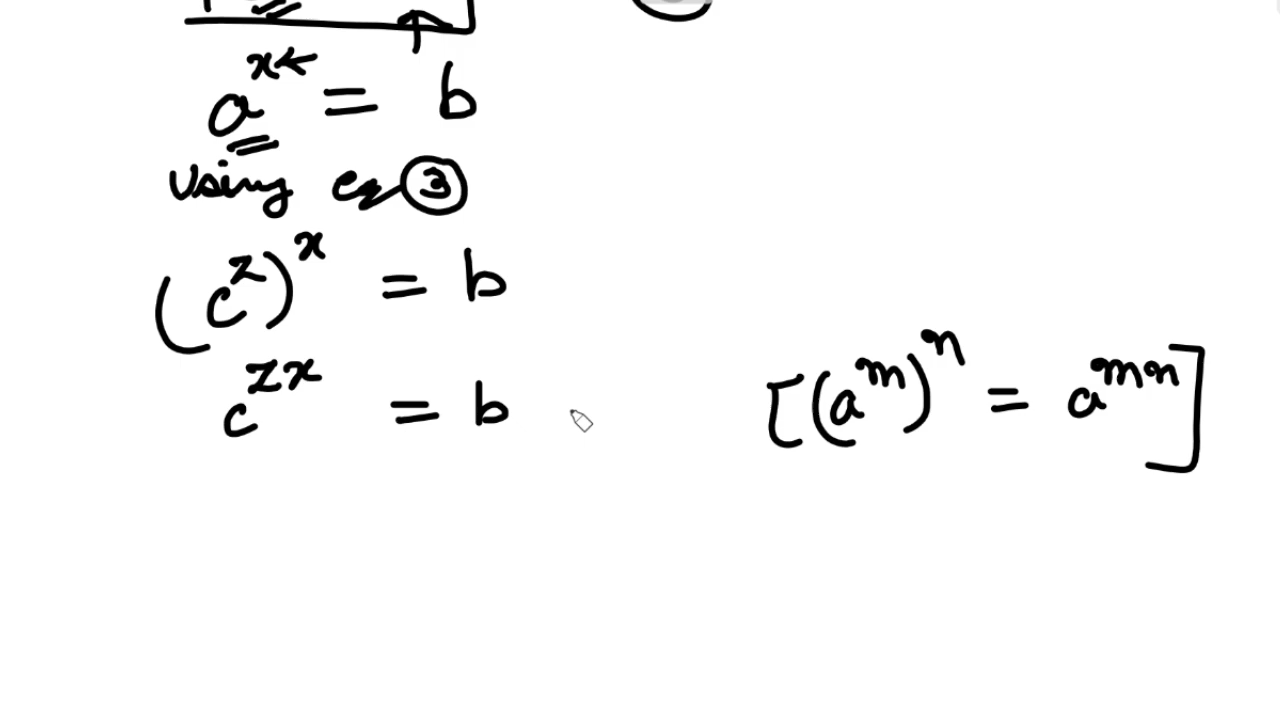 a^x ← = b
using eq ③
(c^z)^x = b
c^{zx} = b [(a^m)^n = a^{mn}]